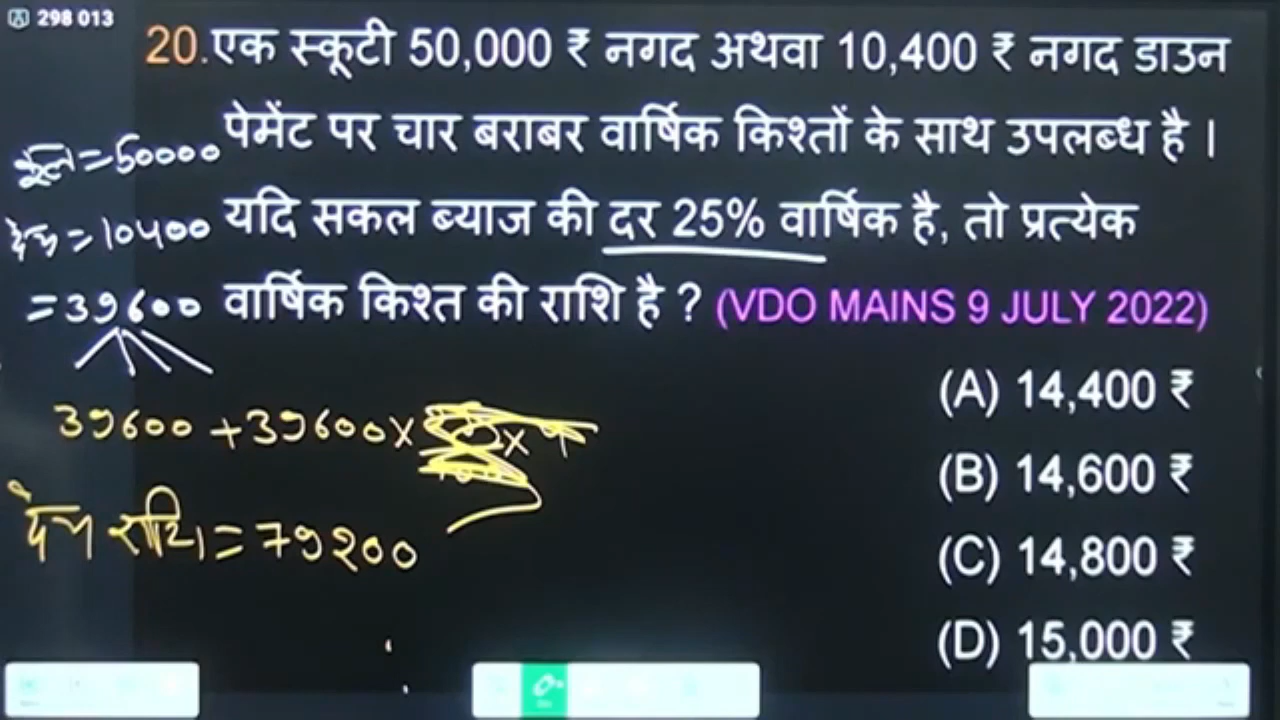 298 013
20.एक स्कूटी 50,000 ₹ नगद अथवा 10,400 ₹ नगद डाउन
पेमेंट पर चार बराबर वार्षिक किश्तों के साथ उपलब्ध है ।
=50000
यदि सकल ब्याज की दर 25% वार्षिक है, तो प्रत्येक
देय = 10400
वार्षिक किश्त की राशि है ? (VDO MAINS 9 JULY 2022)
= 39600
(A) 14,400 ₹
39600 + 39600 ×
(B) 14,600 ₹
देय राशि = 79200
(C) 14,800 ₹
(D) 15,000 ₹